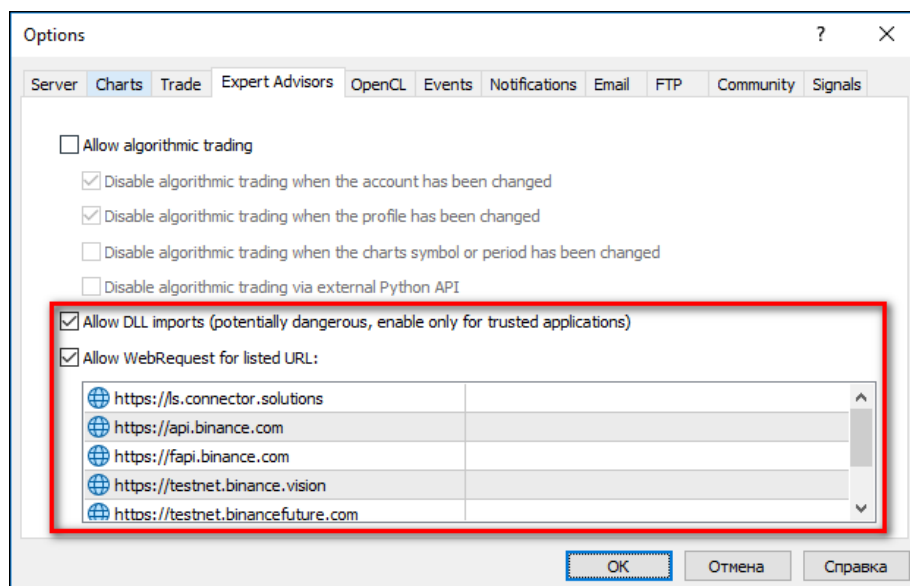 Options
Server Charts Trade Expert Advisors OpenCL Events Notifications Email FTP Community Signals
Allow algorithmic trading
Disable algorithmic trading when the account has been changed
Disable algorithmic trading when the profile has been changed
Disable algorithmic trading when the charts symbol or period has been changed
Disable algorithmic trading via external Python API
Allow DLL imports (potentially dangerous, enable only for trusted applications)
Allow WebRequest for listed URL:
https://ls.connector.solutions
https://api.binance.com
https://fapi.binance.com
https://testnet.binance.vision
https://testnet.binancefuture.com
OK Отмена Справка